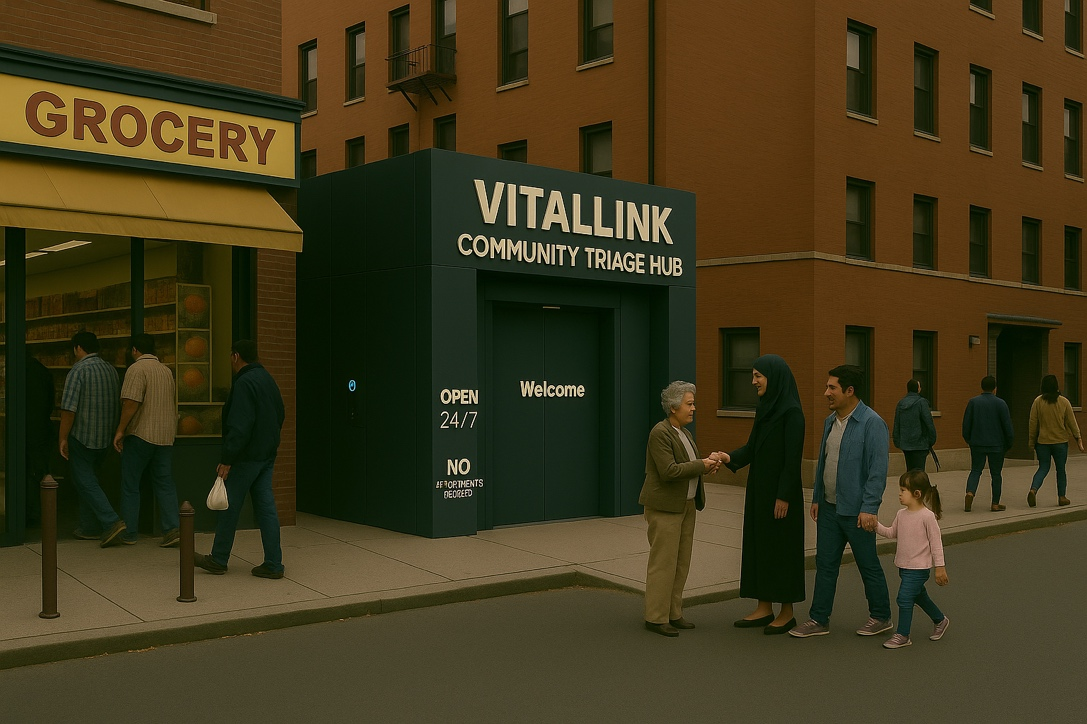 GROCERY
VITALLINK
COMMUNITY TRIAGE HUB
Welcome
OPEN
24/7
NO